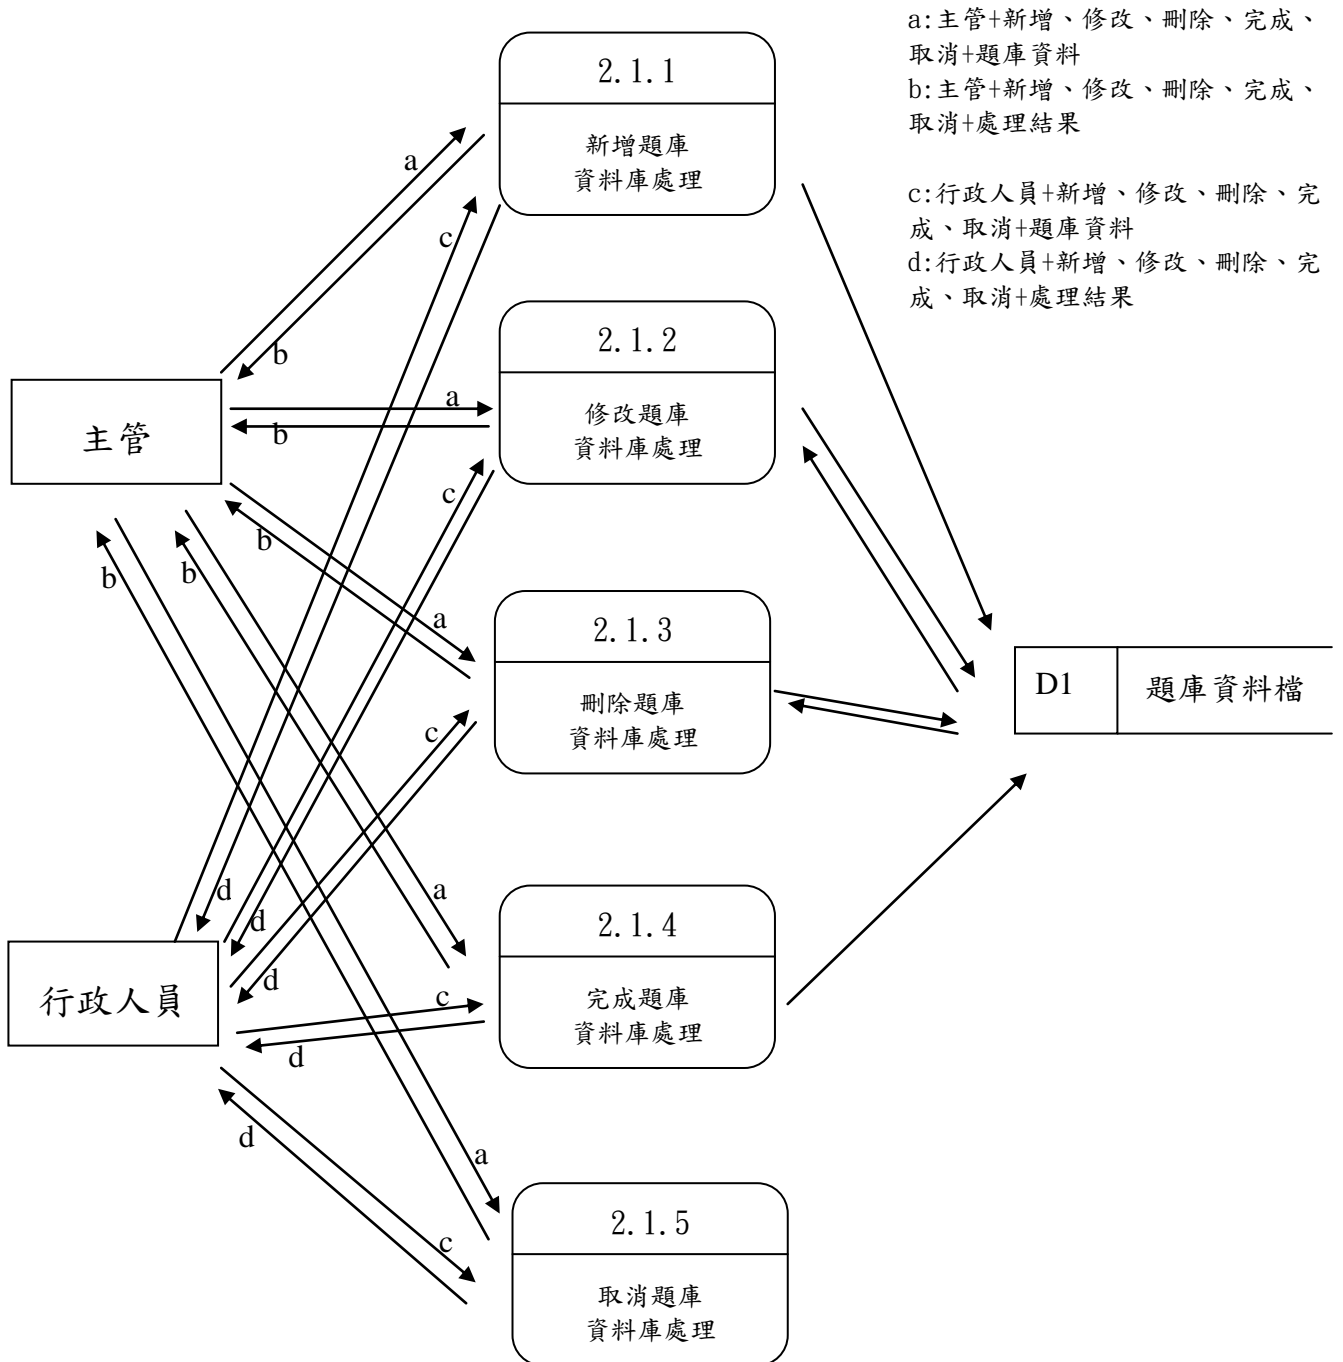 a:主管+新增、修改、刪除、完成、
取消+題庫資料
b:主管+新增、修改、刪除、完成、
取消+處理結果
c:行政人員+新增、修改、刪除、完
成、取消+題庫資料
d:行政人員+新增、修改、刪除、完
成、取消+處理結果
2.1.1
新增題庫
資料庫處理
a
c
b
2.1.2
修改題庫
資料庫處理
a
b
主管
c
b
b
b
a
2.1.3
刪除題庫
資料庫處理
D1
題庫資料檔
c
d
a
d
2.1.4
完成題庫
資料庫處理
d
行政人員
c
d
d
a
c
2.1.5
取消題庫
資料庫處理